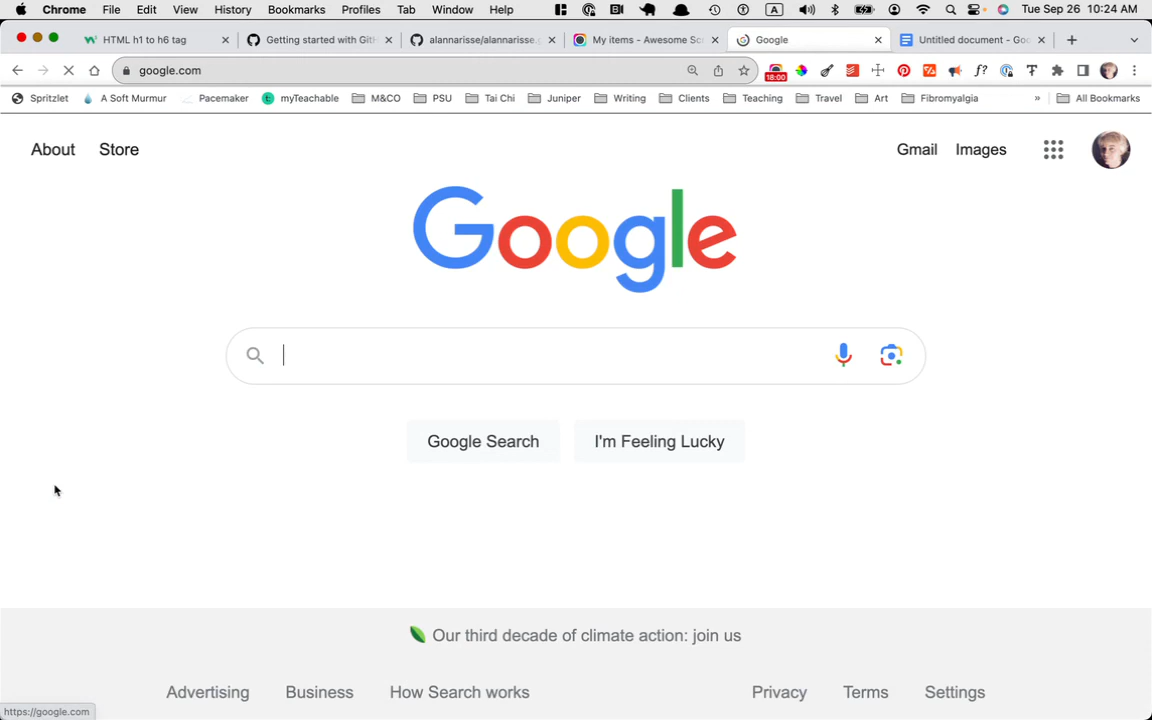 Chrome File Edit View History Bookmarks Profiles Tab Window Help A Tue Sep 26 10:24 AM
HTML h1 to h6 tag Getting started with GitH alannarisse/alannarisse.g My items - Awesome Scr Google Untitled document - Goo
google.com 18:00 f?
Spritzlet A Soft Murmur Pacemaker t myTeachable M&CO PSU Tai Chi Juniper Writing Clients Teaching Travel Art Fibromyalgia » All Bookmarks
About Store Gmail Images
Google
Google Search I'm Feeling Lucky
Our third decade of climate action: join us
Advertising Business How Search works Privacy Terms Settings
https://google.com